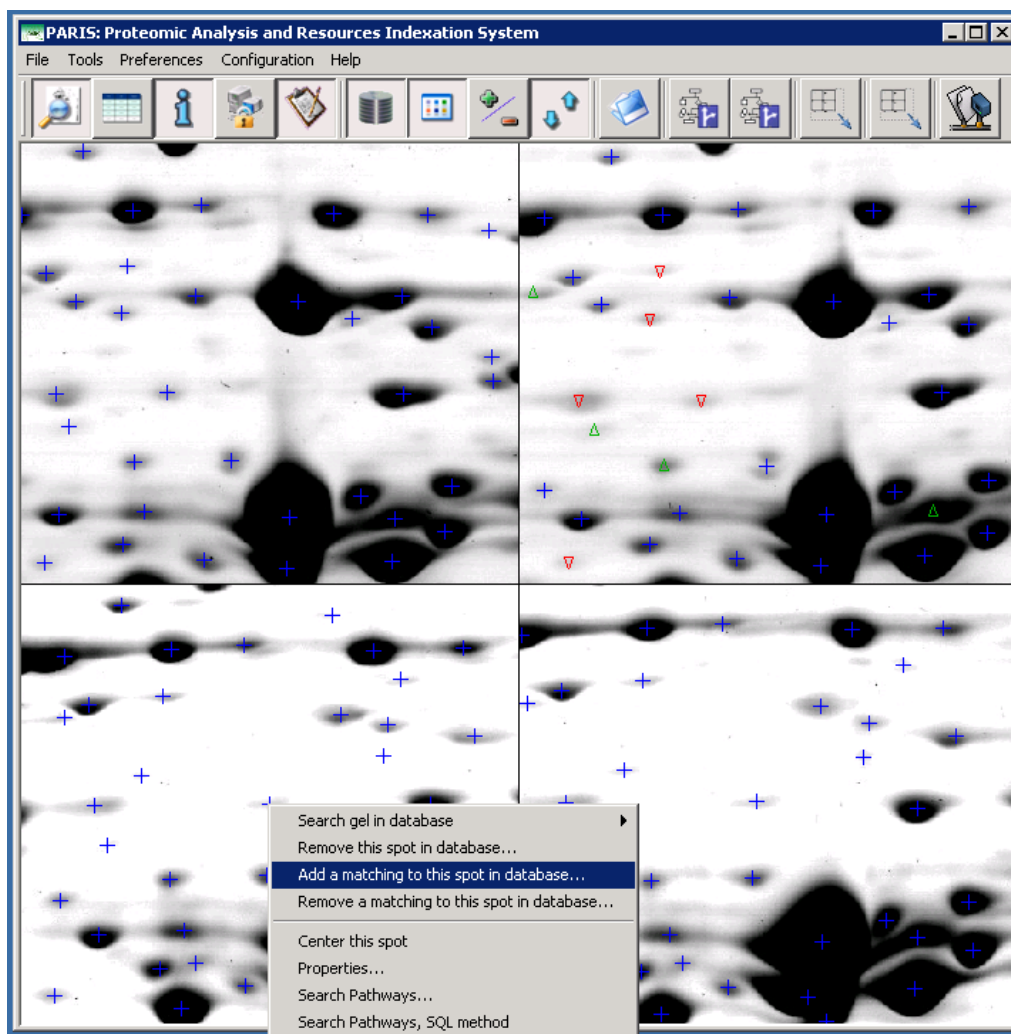 PARIS: Proteomic Analysis and Resources Indexation System
File Tools Preferences Configuration Help
Search gel in database
Remove this spot in database...
Add a matching to this spot in database...
Remove a matching to this spot in database...
Center this spot
Properties...
Search Pathways...
Search Pathways, SQL method